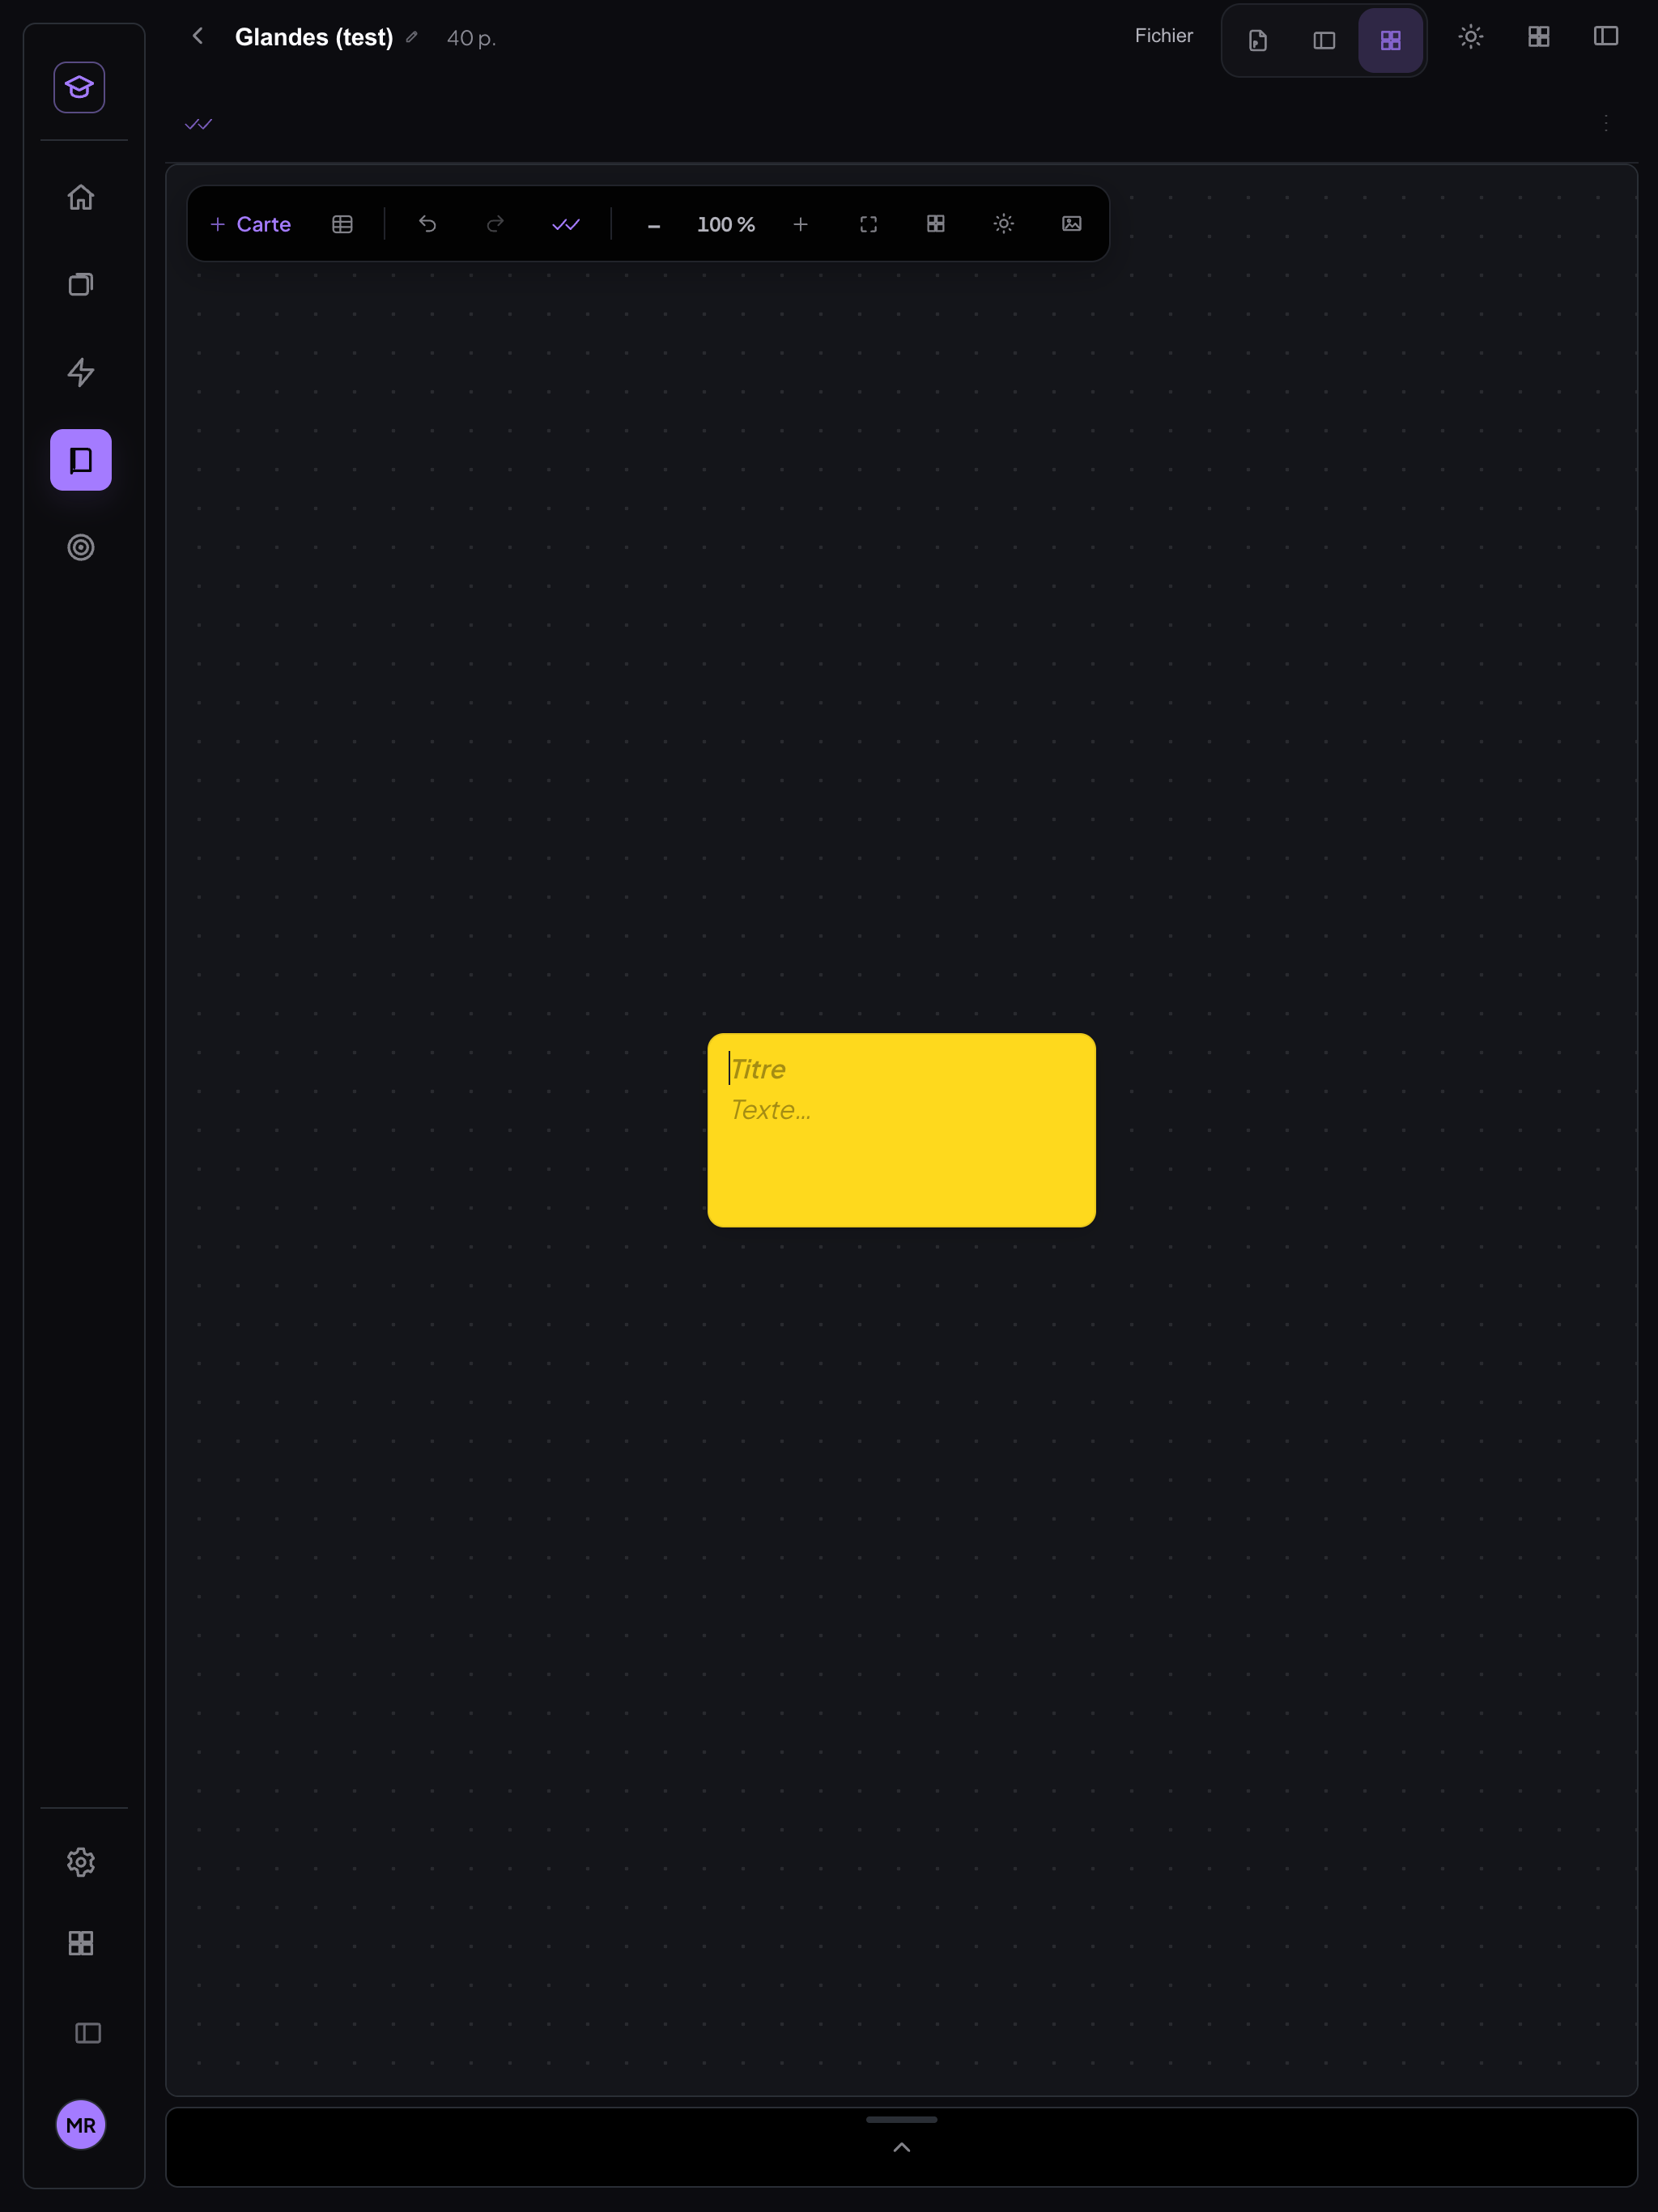 Glandes (test)
40 p.
Fichier
+ Carte
100 %
Titre
Texte...
MR